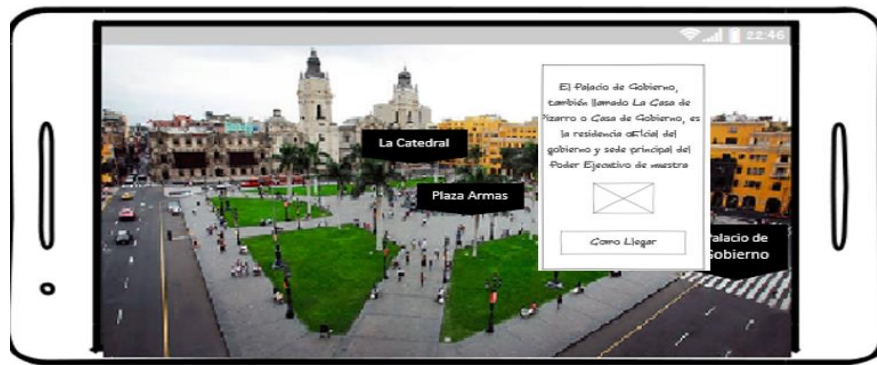 22:46
El Palacio de Gobierno,
también llamado La Casa de
Pizarro o Casa de Gobierno, es
la residencia oficial del
gobierno y sede principal del
Poder Ejecutivo de nuestra
Como Llegar
La Catedral
Plaza Armas
Palacio de
Gobierno